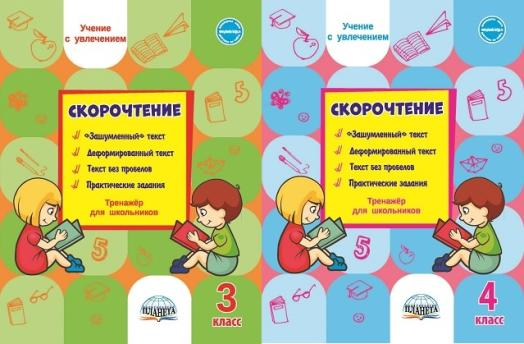 Учение
с увлечением
СКОРОЧТЕНИЕ
«Зашумленный» текст
Деформированный текст
Текст без пробелов
Практические задания
Тренажёр
для школьников
5
ПЛАНЕТА
3
класс
Учение
с увлечением
5
СКОРОЧТЕНИЕ
«Зашумленный» текст
Деформированный текст
Текст без пробелов
Практические задания
Тренажёр
для школьников
5
ПЛАНЕТА
4
класс